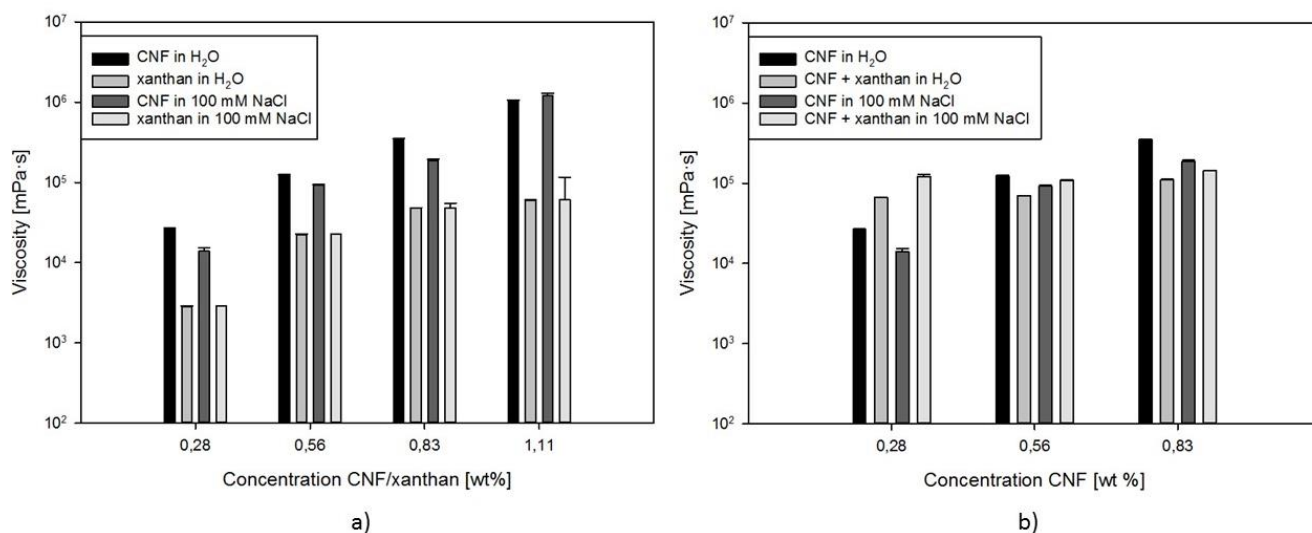 10⁷
10⁶
10⁵
10⁴
10³
10²
Viscosity [mPa·s]
CNF in H₂O
xanthan in H₂O
CNF in 100 mM NaCl
xanthan in 100 mM NaCl
0,28 0,56 0,83 1,11
Concentration CNF/xanthan [wt%]
a)
10⁷
10⁶
10⁵
10⁴
10³
10²
Viscosity [mPa·s]
CNF in H₂O
CNF + xanthan in H₂O
CNF in 100 mM NaCl
CNF + xanthan in 100 mM NaCl
0,28 0,56 0,83
Concentration CNF [wt %]
b)